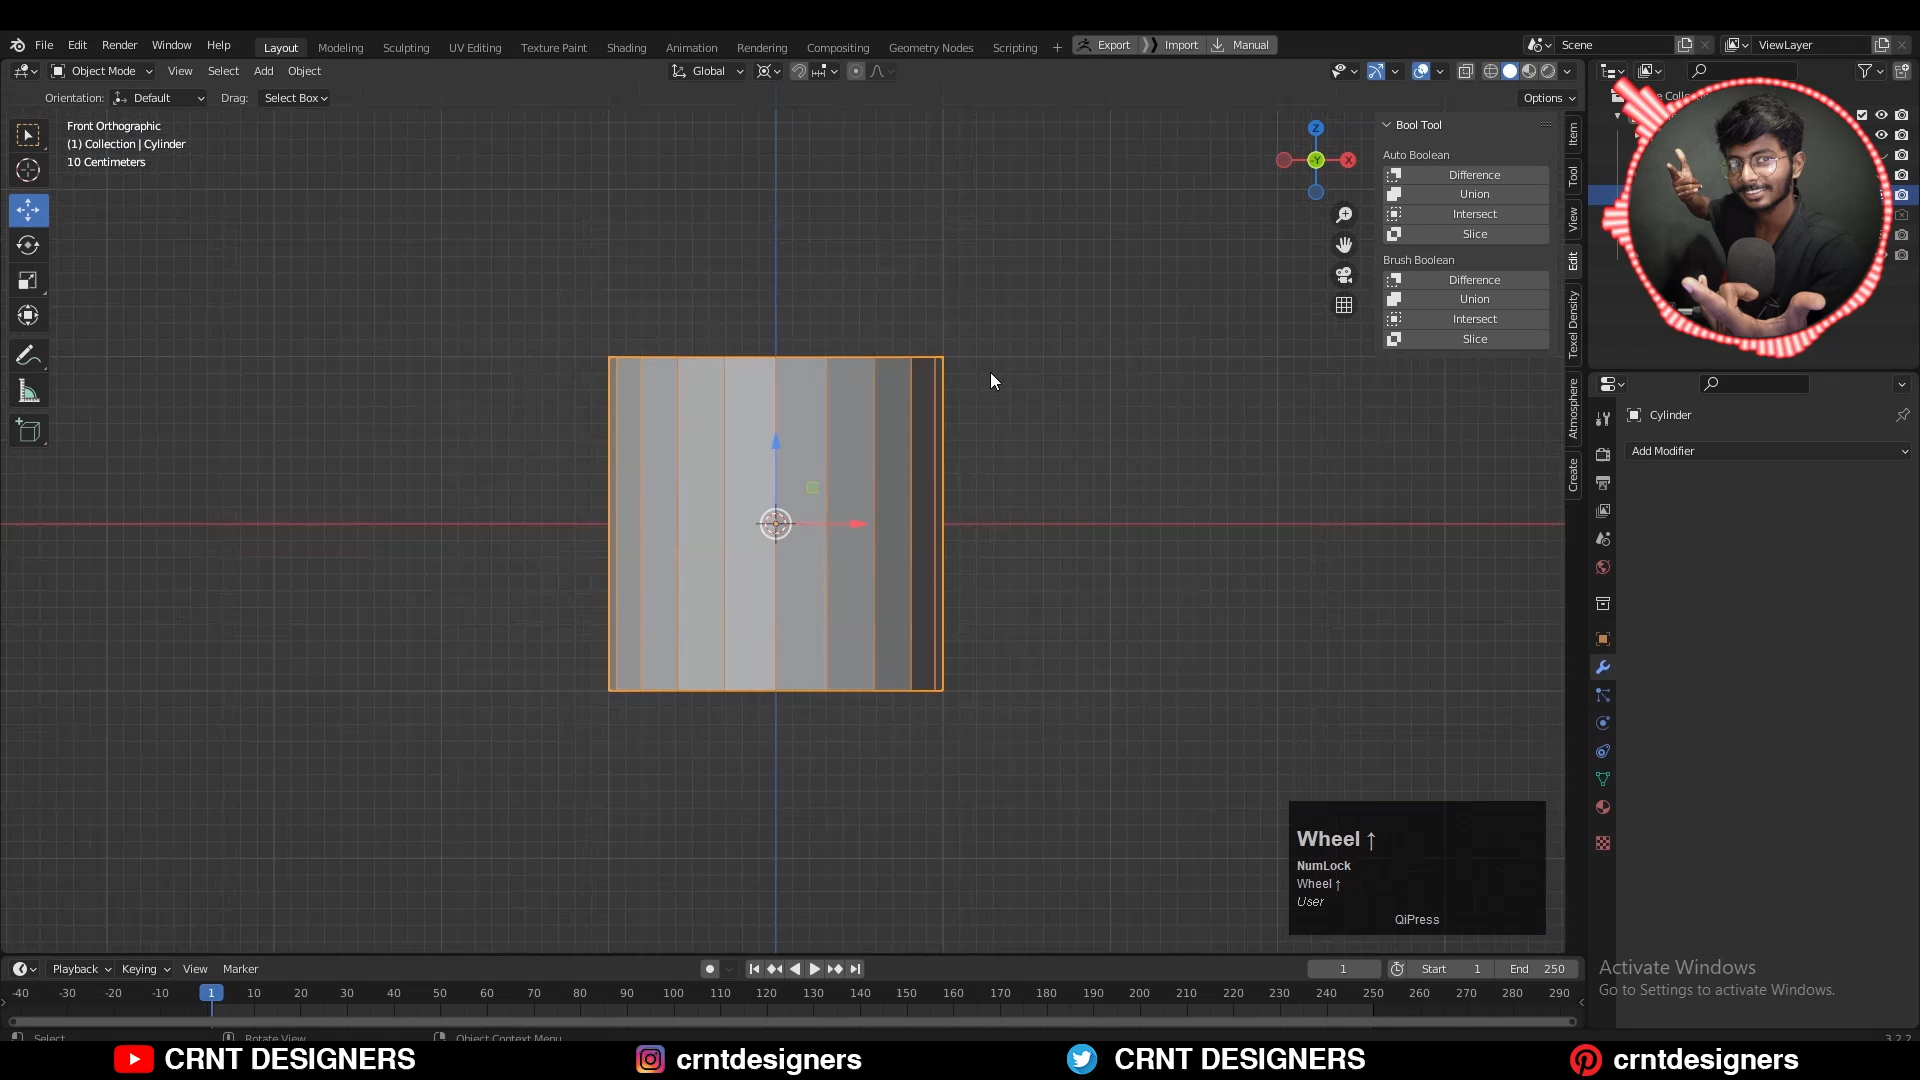 File Edit Render Window Help Layout Modeling Sculpting UV Editing Texture Paint Shading Animation Rendering Compositing Geometry Nodes Scripting + Export Import Manual Scene ViewLayer
Object Mode View Select Add Object Global
Orientation: Default Drag: Select Box Options
Front Orthographic
(1) Collection | Cylinder
10 Centimeters
Z
-Y
X
Bool Tool
Auto Boolean
Difference
Union
Intersect
Slice
Brush Boolean
Difference
Union
Intersect
Slice
Item
Tool
View
Edit
Texel Density
Atmosphere
Create
Cylinder
Add Modifier
Wheel ↑
NumLock
Wheel ↑
User
QiPress
Playback Keying View Marker 1 Start 1 End 250
-40 -30 -20 -10 1 10 20 30 40 50 60 70 80 90 100 110 120 130 140 150 160 170 180 190 200 210 220 230 240 250 260 270 280 290
Activate Windows
Go to Settings to activate Windows.
Select Rotate View Object Context Menu 3.2.2
CRNT DESIGNERS crntdesigners CRNT DESIGNERS crntdesigners